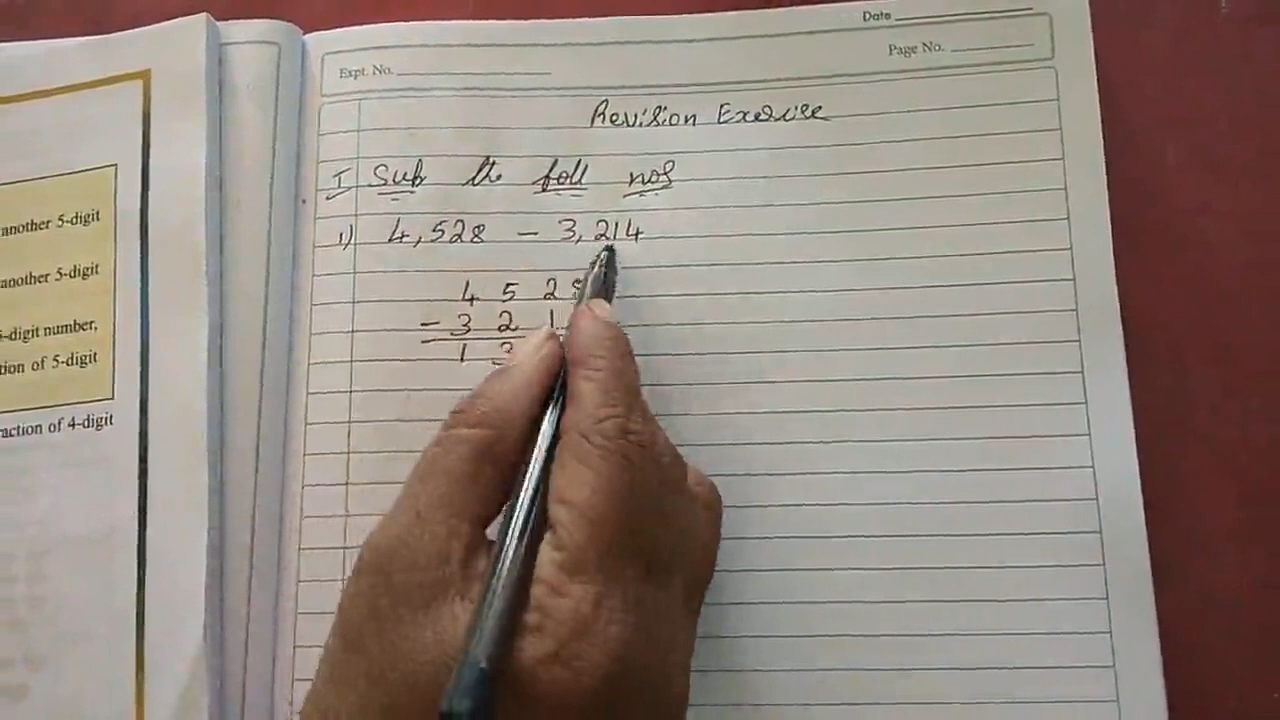 another 5-digit
another 5-digit
-digit number,
tion of 5-digit
action of 4-digit
Date
Expt. No.
Page No.
Revision Exercise
I Sub the foll nos
1) 4,528 - 3,214
4 5 2 8
- 3 2 1
1 3